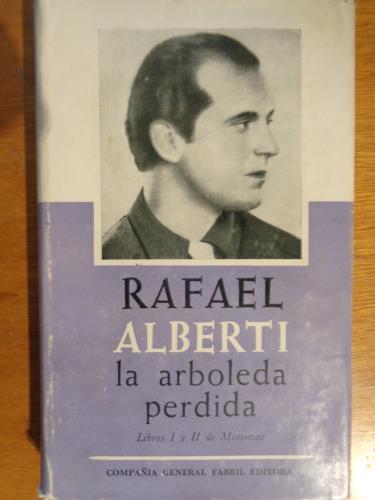 RAFAEL
ALBERTI
la arboleda
perdida
Libros I y II de Memorias
COMPAÑIA GENERAL FABRIL EDITORA